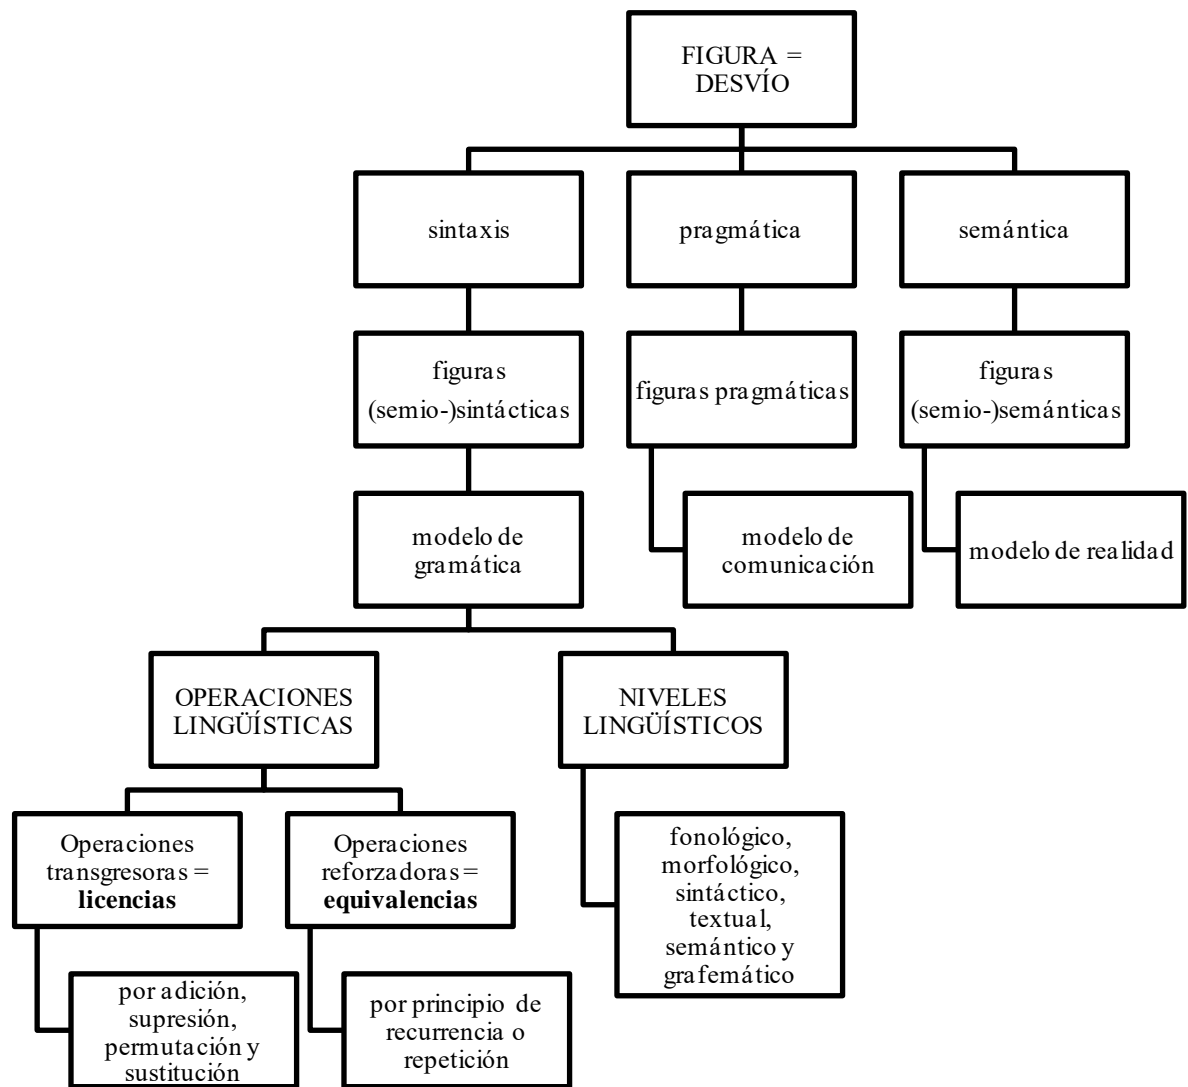 FIGURA =
DESVÍO
sintaxis
pragmática
semántica
figuras
(semio-)sintácticas
figuras pragmáticas
figuras
(semio-)semánticas
modelo de
gramática
modelo de
comunicación
modelo de realidad
OPERACIONES
LINGÜÍSTICAS
NIVELES
LINGÜÍSTICOS
Operaciones
transgresoras =
licencias
Operaciones
reforzadoras =
equivalencias
fonológico,
morfológico,
sintáctico,
textual,
semántico y
grafemático
por adición,
supresión,
permutación y
sustitución
por principio de
recurrencia o
repetición